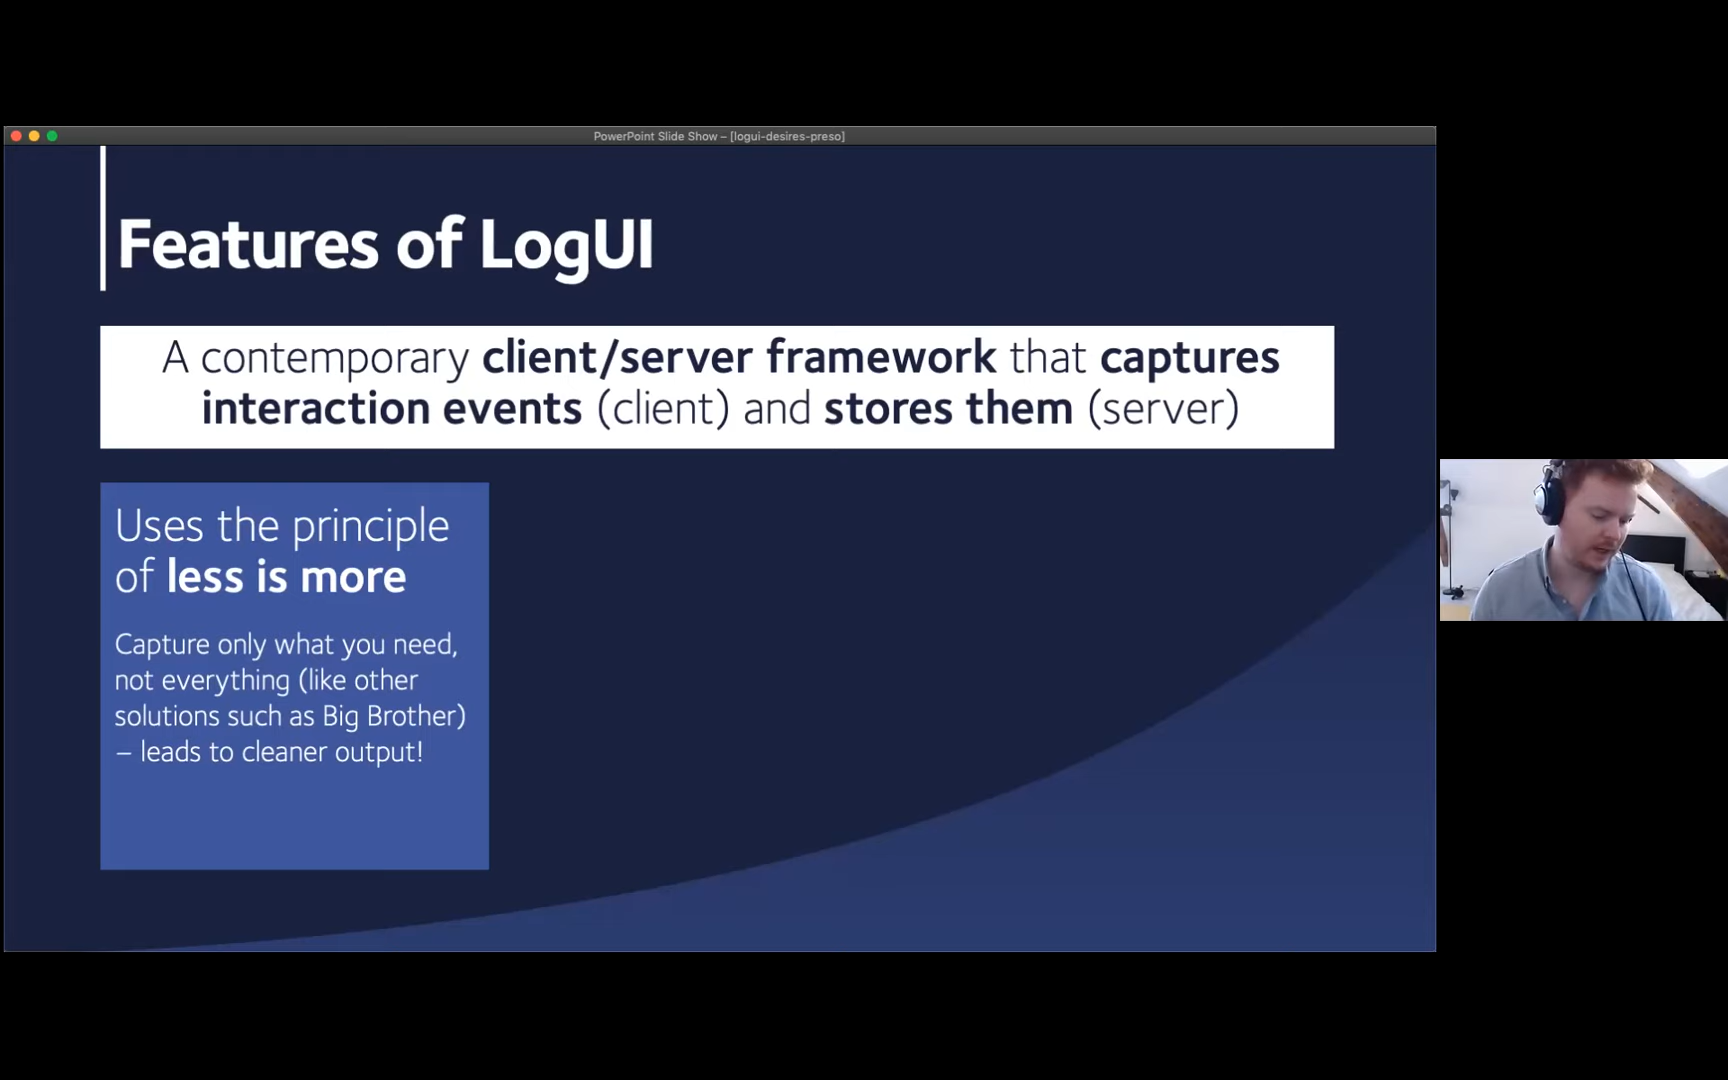 PowerPoint Slide Show – [logui-desires-preso]
Features of LogUI
A contemporary client/server framework that captures
interaction events (client) and stores them (server)
Uses the principle
of less is more
Capture only what you need,
not everything (like other
solutions such as Big Brother)
– leads to cleaner output!